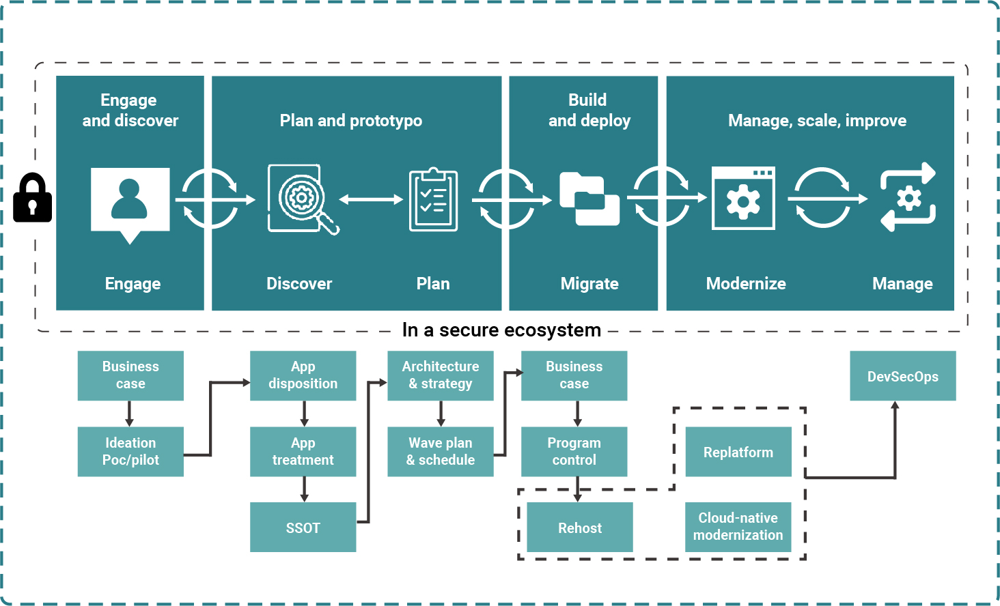 Engage
and discover
Plan and prototypo
Build
and deploy
Manage, scale, improve
Engage
Discover
Plan
Migrate
Modernize
Manage
In a secure ecosystem
Business
case
Ideation
Poc/pilot
App
disposition
App
treatment
SSOT
Architecture
& strategy
Wave plan
& schedule
Business
case
Program
control
Rehost
Replatform
Cloud-native
modernization
DevSecOps